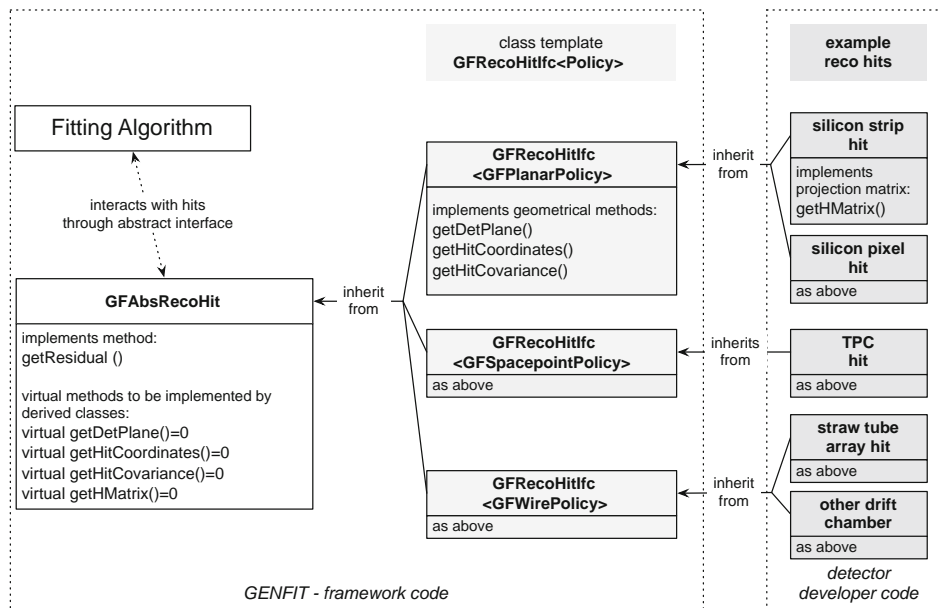 class template
GFRecoHitIfc<Policy>
example
reco hits
Fitting Algorithm
interacts with hits
through abstract interface
GFAbsRecoHit
implements method:
getResidual ()
virtual methods to be implemented by
derived classes:
virtual getDetPlane()=0
virtual getHitCoordinates()=0
virtual getHitCovariance()=0
virtual getHMatrix()=0
inherit
from
GFRecoHitIfc
<GFPlanarPolicy>
implements geometrical methods:
getDetPlane()
getHitCoordinates()
getHitCovariance()
GFRecoHitIfc
<GFSpacepointPolicy>
as above
GFRecoHitIfc
<GFWirePolicy>
as above
inherit
from
inherits
from
inherit
from
silicon strip
hit
implements
projection matrix:
getHMatrix()
silicon pixel
hit
as above
TPC
hit
as above
straw tube
array hit
as above
other drift
chamber
as above
GENFIT - framework code
detector
developer code